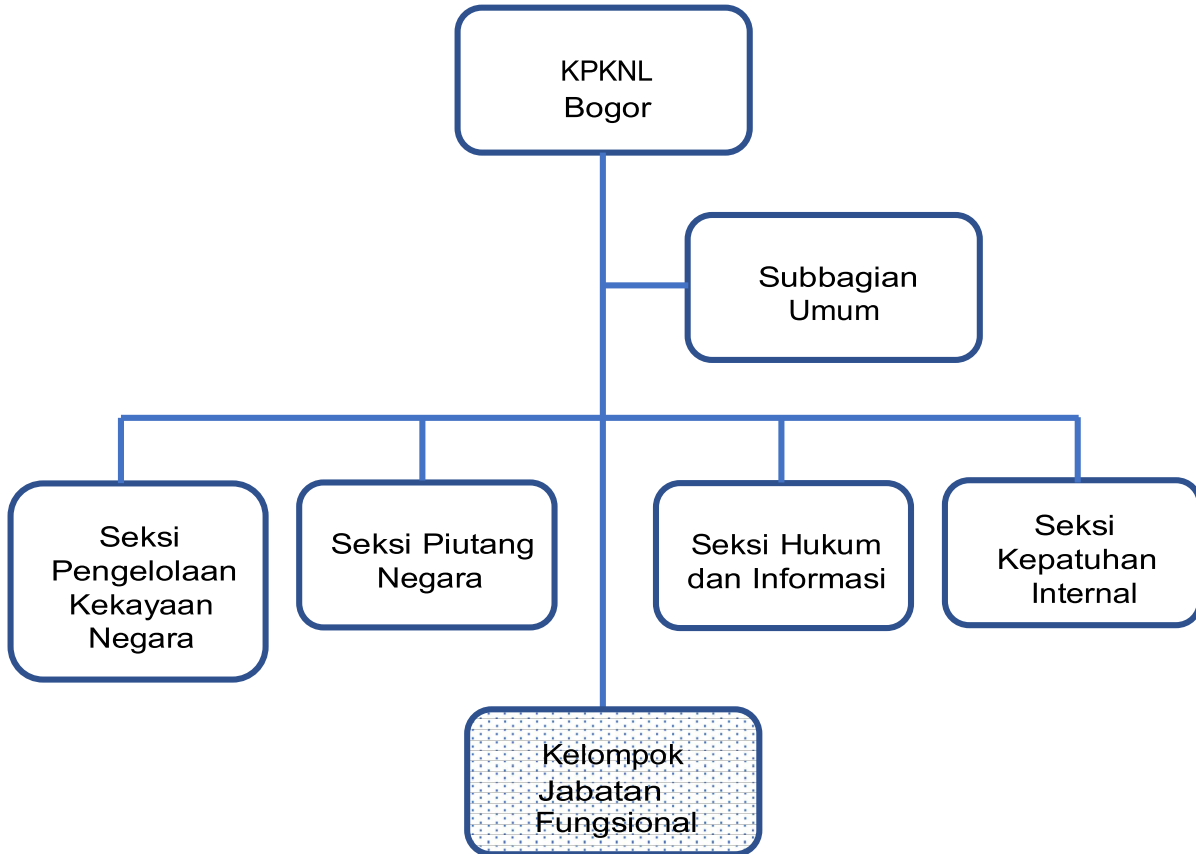 KPKNL
Bogor
Subbagian
Umum
Seksi
Pengelolaan
Kekayaan
Negara
Seksi Piutang
Negara
Seksi Hukum
dan Informasi
Seksi
Kepatuhan
Internal
Kelompok
Jabatan
Fungsional